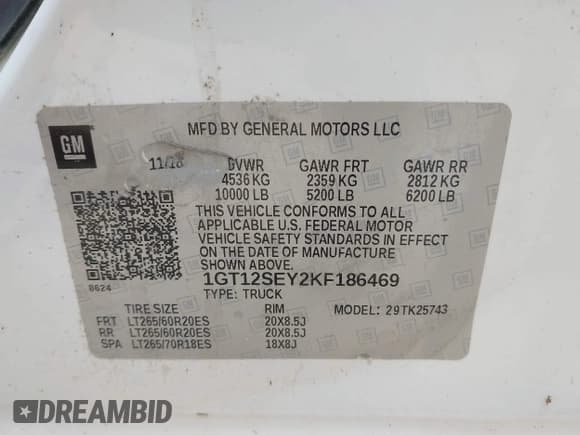 GM
MFD BY GENERAL MOTORS LLC
11/18 GVWR GAWR FRT GAWR RR
4536 KG 2359 KG 2812 KG
10000 LB 5200 LB 6200 LB
THIS VEHICLE CONFORMS TO ALL
APPLICABLE U.S. FEDERAL MOTOR
VEHICLE SAFETY STANDARDS IN EFFECT
ON THE DATE OF MANUFACTURE
SHOWN ABOVE.
8624
1GT12SEY2KF186469
TYPE: TRUCK
TIRE SIZE RIM MODEL: 29TK25743
FRT LT265/60R20ES 20X8.5J
RR LT265/60R20ES 20X8.5J
SPA LT265/70R18ES 18X8J
DREAMBID